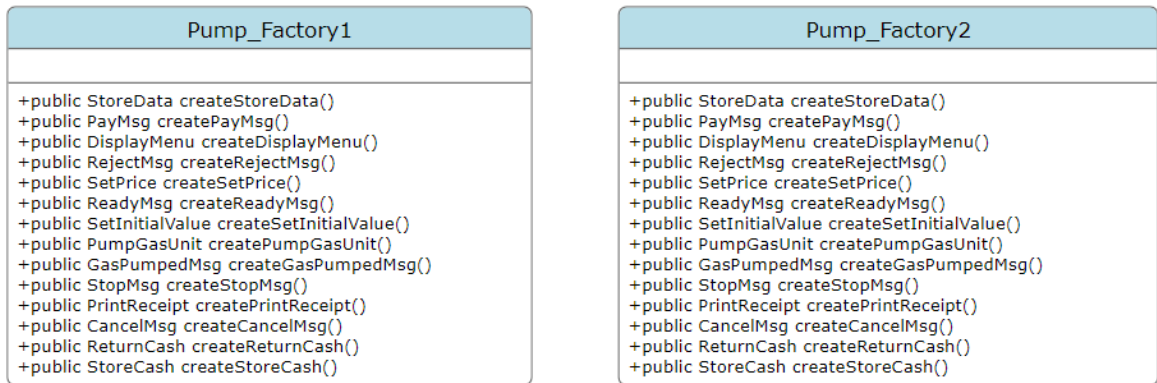 Pump_Factory1
+public StoreData createStoreData()
+public PayMsg createPayMsg()
+public DisplayMenu createDisplayMenu()
+public RejectMsg createRejectMsg()
+public SetPrice createSetPrice()
+public ReadyMsg createReadyMsg()
+public SetInitialValue createSetInitialValue()
+public PumpGasUnit createPumpGasUnit()
+public GasPumpedMsg createGasPumpedMsg()
+public StopMsg createStopMsg()
+public PrintReceipt createPrintReceipt()
+public CancelMsg createCancelMsg()
+public ReturnCash createReturnCash()
+public StoreCash createStoreCash()
Pump_Factory2
+public StoreData createStoreData()
+public PayMsg createPayMsg()
+public DisplayMenu createDisplayMenu()
+public RejectMsg createRejectMsg()
+public SetPrice createSetPrice()
+public ReadyMsg createReadyMsg()
+public SetInitialValue createSetInitialValue()
+public PumpGasUnit createPumpGasUnit()
+public GasPumpedMsg createGasPumpedMsg()
+public StopMsg createStopMsg()
+public PrintReceipt createPrintReceipt()
+public CancelMsg createCancelMsg()
+public ReturnCash createReturnCash()
+public StoreCash createStoreCash()